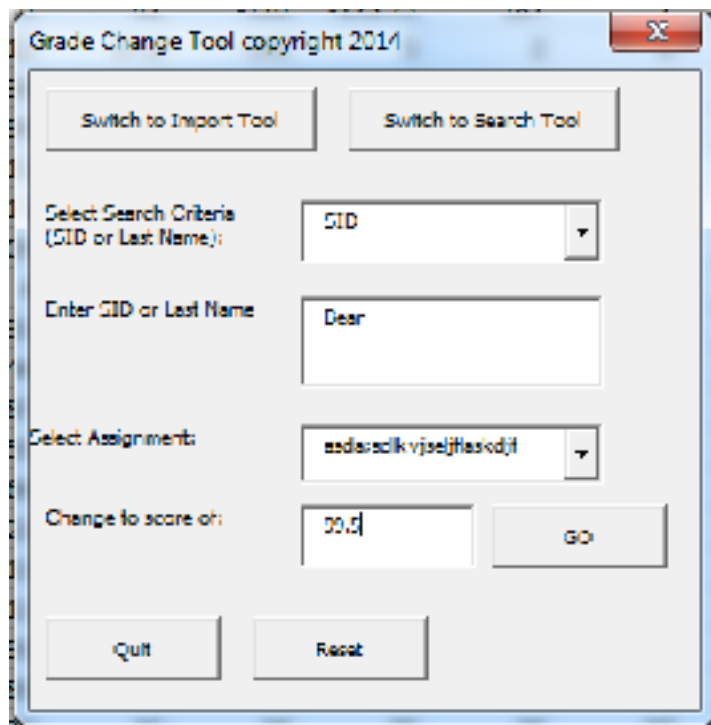 Grade Change Tool copyright 2014
X
Switch to Import Tool
Switch to Search Tool
Select Search Criteria
(SID or Last Name):
SID
Enter SID or Last Name
Bear
Select Assignment:
Change to score of:
99.5
GO
Quit
Reset